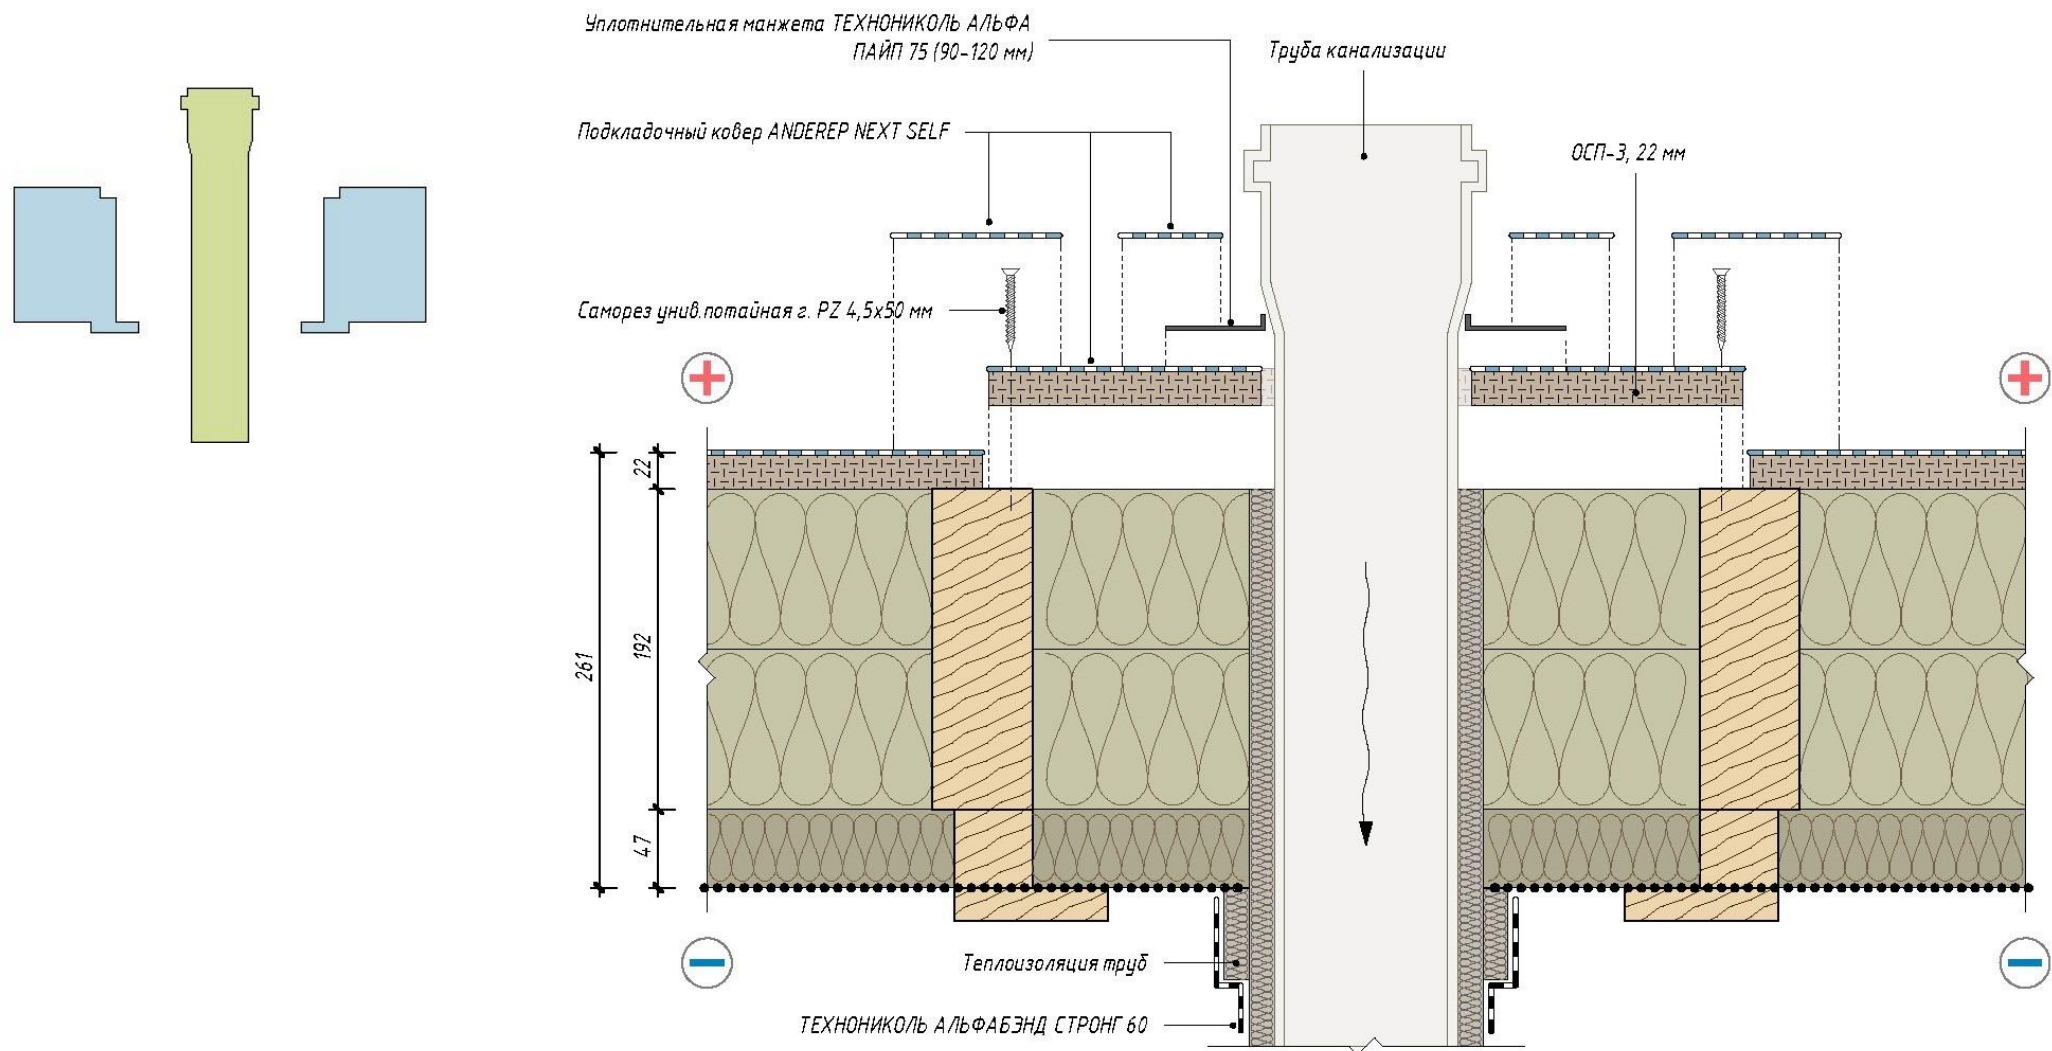 Уплотнительная манжета ТЕХНОНИКОЛЬ АЛЬФА
ПАЙП 75 (90-120 мм)
Труба канализации
Подкладочный ковер ANDEREP NEXT SELF
ОСП-3, 22 мм
Саморез унив.потайная г. PZ 4,5x50 мм
22
192
261
47
Теплоизоляция труб
ТЕХНОНИКОЛЬ АЛЬФАБЭНД СТРОНГ 60